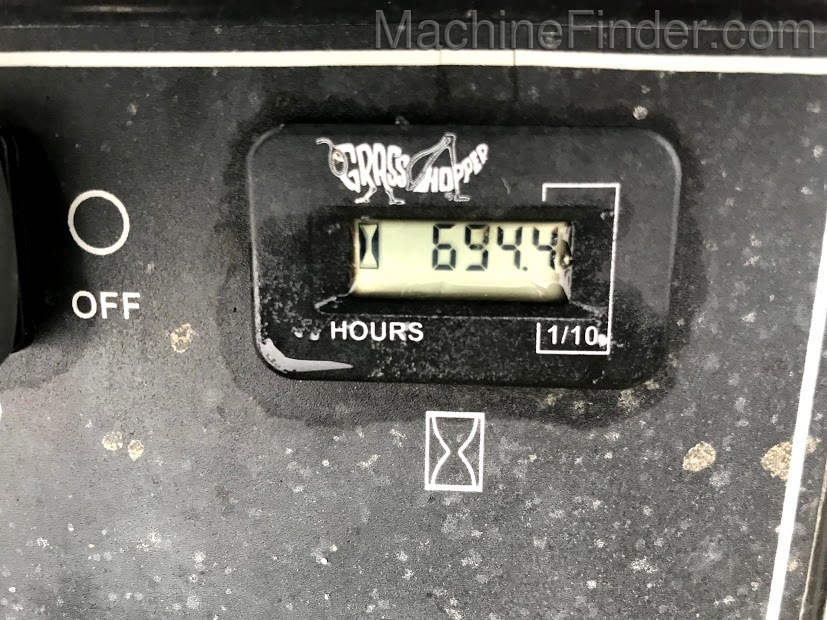 MachineFinder.com
GRASSHOPPER
694.4
OFF
HOURS
1/10